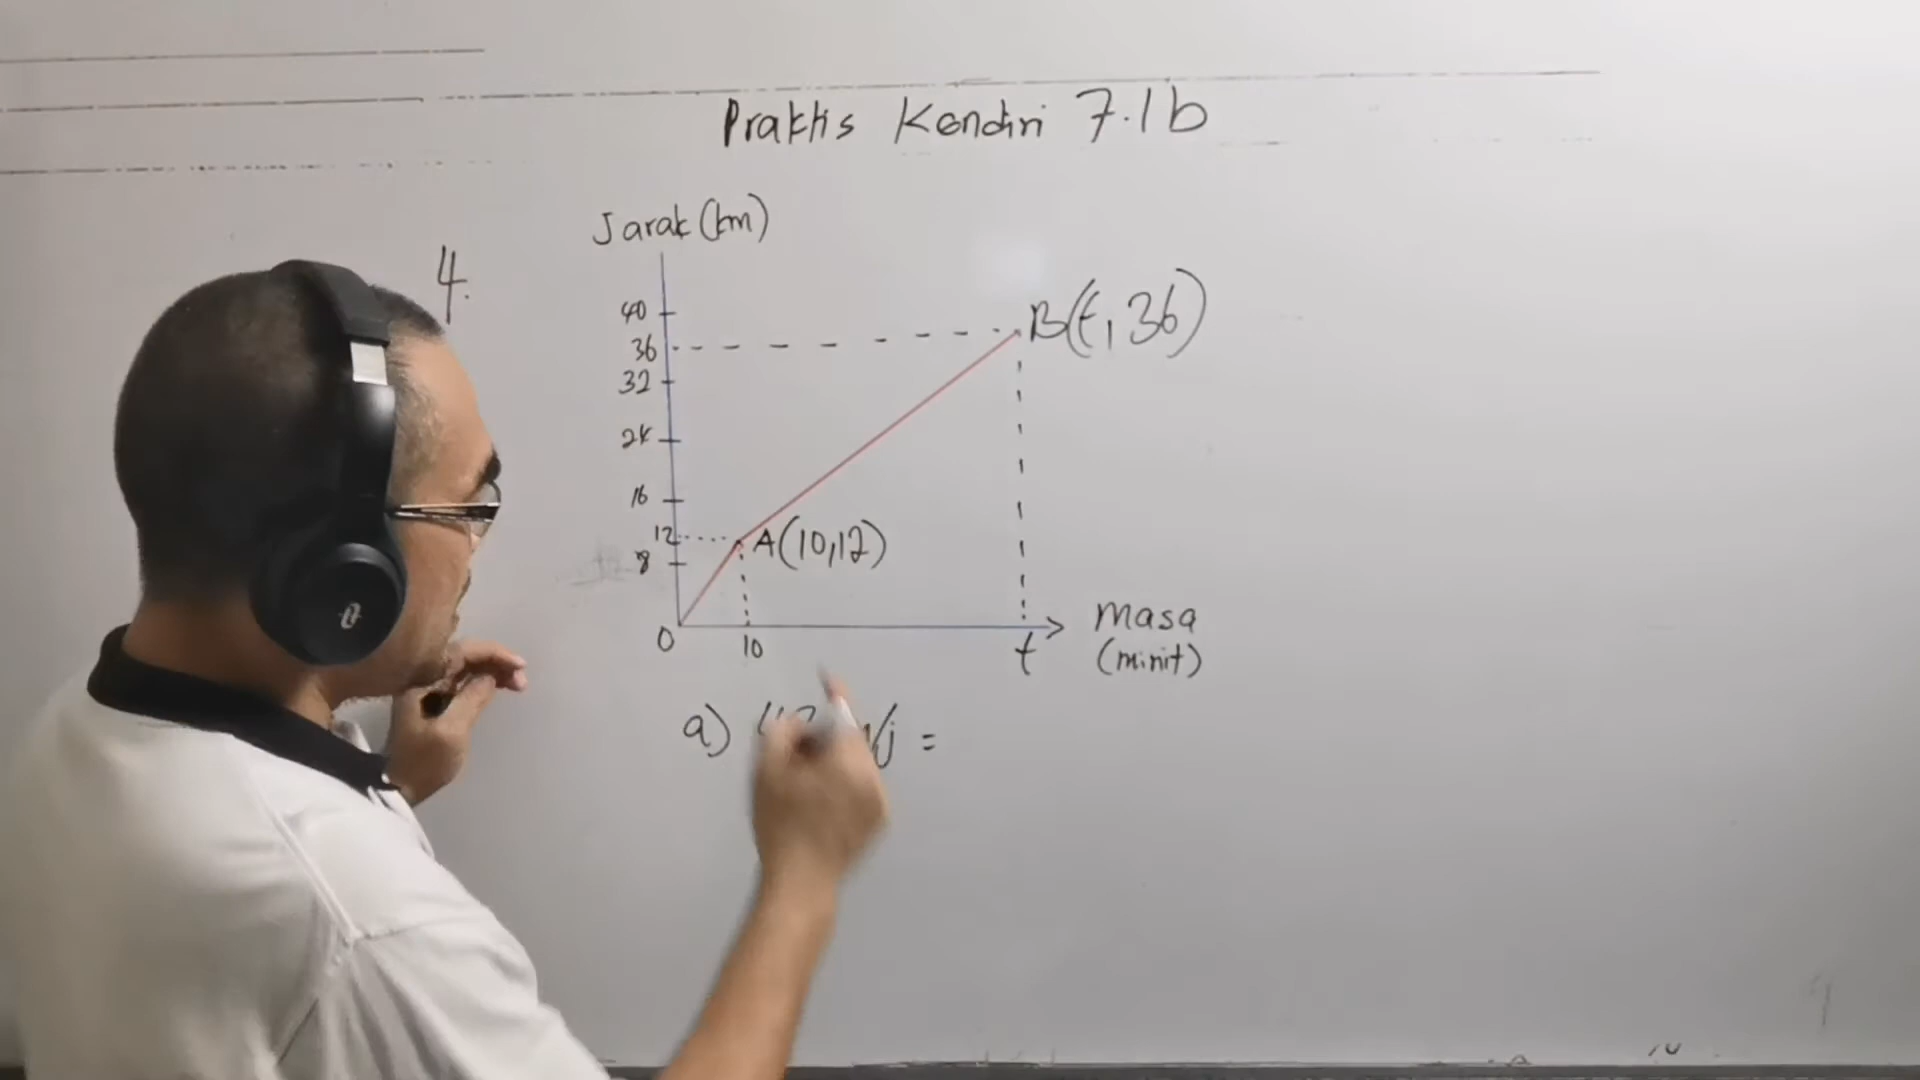 Praktis Kendiri 7.1b
4.
Jarak (km)
40
36
32
24
16
12
8
B(t, 36)
A(10,12)
0
10
t
Masa
(minit)
a)
=